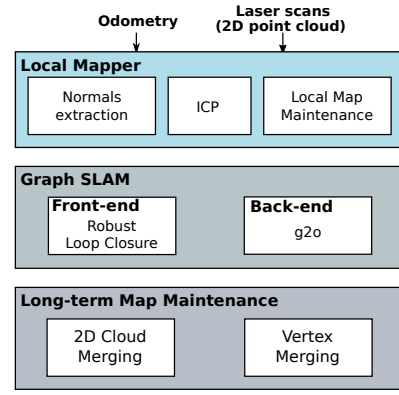 Odometry
Laser scans
(2D point cloud)
Local Mapper
Normals
extraction
ICP
Local Map
Maintenance
Graph SLAM
Front-end
Robust
Loop Closure
Back-end
g2o
Long-term Map Maintenance
2D Cloud
Merging
Vertex
Merging